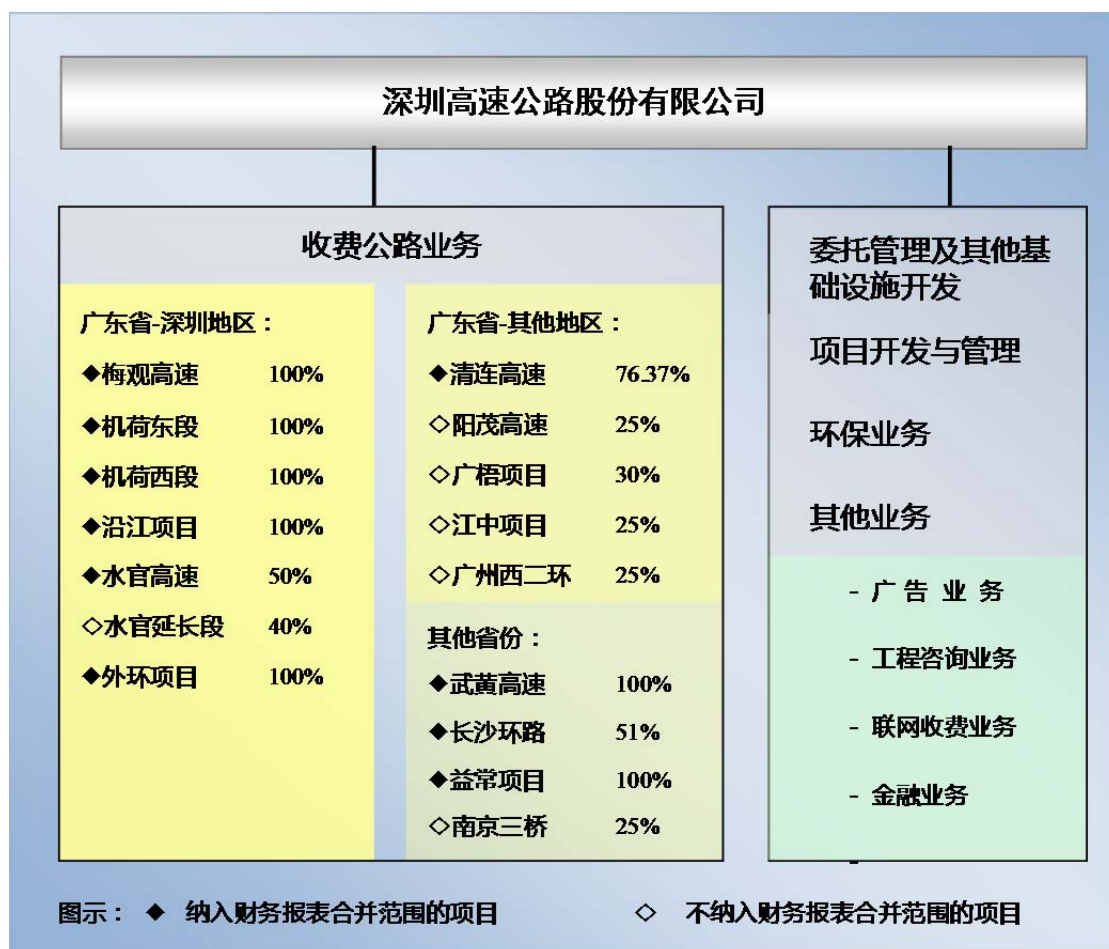 深圳高速公路股份有限公司
收费公路业务
广东省-深圳地区：
◆梅观高速 100%
◆机荷东段 100%
◆机荷西段 100%
◆沿江项目 100%
◆水官高速 50%
◇水官延长段 40%
◆外环项目 100%
广东省-其他地区：
◆清连高速 76.37%
◇阳茂高速 25%
◇广梧项目 30%
◇江中项目 25%
◇广州西二环 25%
其他省份：
◆武黄高速 100%
◆长沙环路 51%
◆益常项目 100%
◇南京三桥 25%
委托管理及其他基
础设施开发
项目开发与管理
环保业务
其他业务
- 广 告 业 务
- 工程咨询业务
- 联网收费业务
- 金融业务
-
图示： ◆ 纳入财务报表合并范围的项目 ◇ 不纳入财务报表合并范围的项目